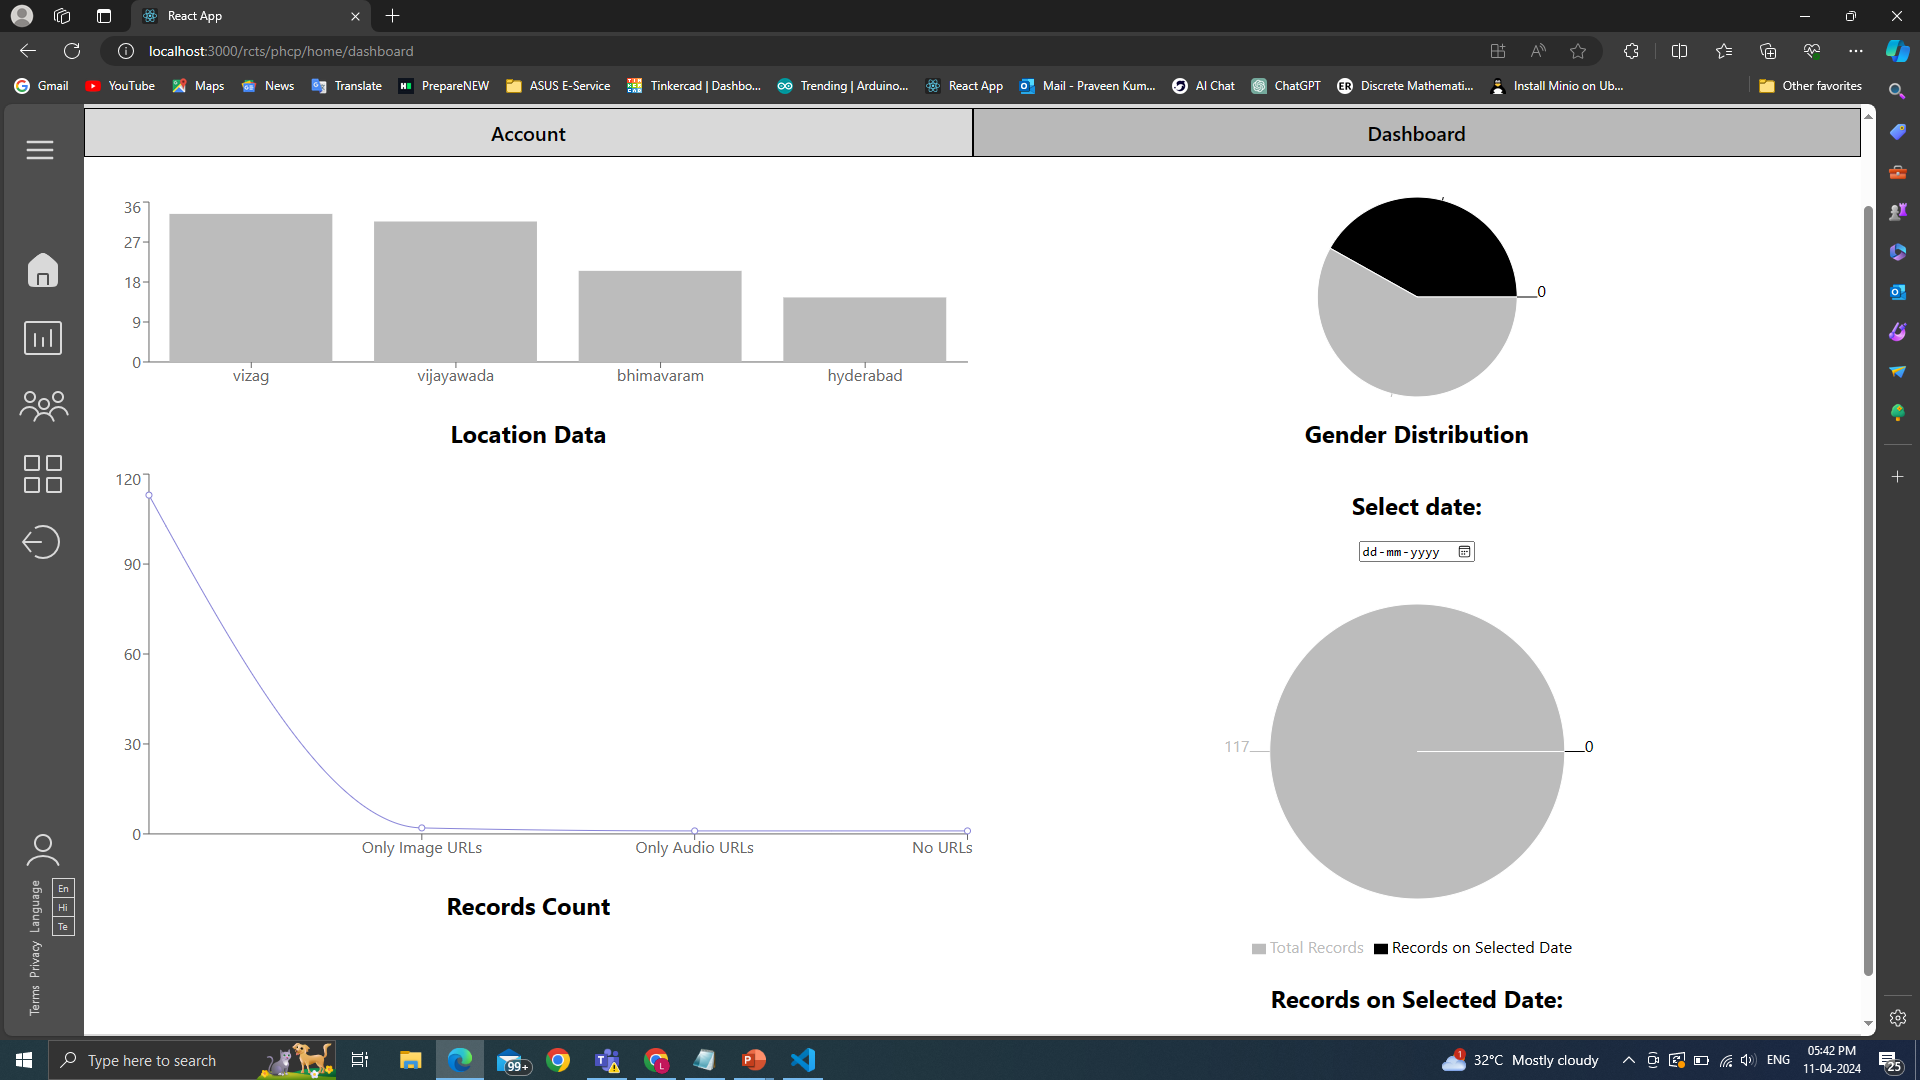 React App
localhost:3000/rcts/phcp/home/dashboard
Gmail YouTube Maps News Translate PrepareNEW ASUS E-Service Tinkercad | Dashbo... Trending | Arduino... React App Mail - Praveen Kum... AI Chat ChatGPT Discrete Mathemati... Install Minio on Ub... Other favorites
Account Dashboard
36
27
18
9
0
vizag vijayawada bhimavaram hyderabad
Location Data
0
Gender Distribution
120
90
60
30
0
Only Image URLs Only Audio URLs No URLs
Records Count
Select date:
dd-mm-yyyy
117 0
Total Records Records on Selected Date
Records on Selected Date:
Language
En
Hi
Te
Privacy
Terms
Type here to search
99+
32°C Mostly cloudy
ENG
05:42 PM
11-04-2024
25